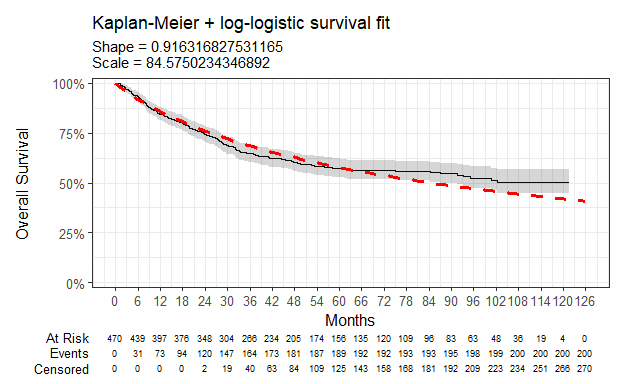 Kaplan-Meier + log-logistic survival fit
Shape = 0.916316827531165
Scale = 84.5750234346892
100%
75%
50%
25%
0%
Overall Survival
0 6 12 18 24 30 36 42 48 54 60 66 72 78 84 90 96 102 108 114 120 126
Months
At Risk 470 439 397 376 348 304 266 234 205 174 156 135 120 109 96 83 63 48 36 19 4 0
Events 0 31 73 94 120 147 164 173 181 187 189 192 192 193 193 195 198 199 200 200 200 200
Censored 0 0 0 0 2 19 40 63 84 109 125 143 158 168 181 192 209 223 234 251 266 270